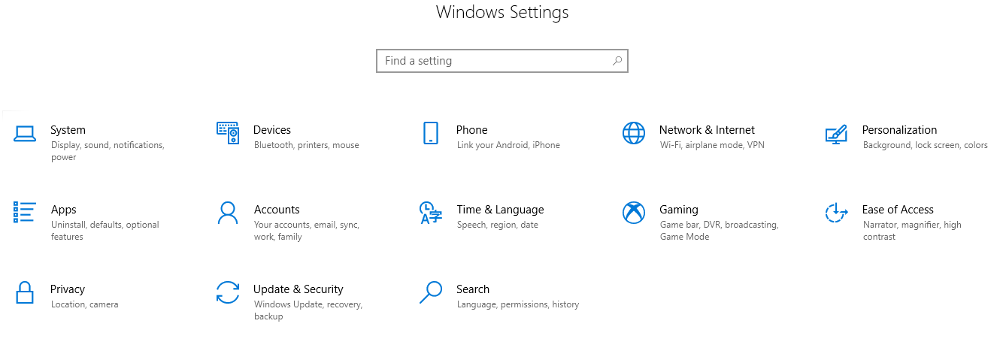 Windows Settings
Find a setting
System
Display, sound, notifications,
power
Devices
Bluetooth, printers, mouse
Phone
Link your Android, iPhone
Network & Internet
Wi-Fi, airplane mode, VPN
Personalization
Background, lock screen, colors
Apps
Uninstall, defaults, optional
features
Accounts
Your accounts, email, sync,
work, family
Time & Language
Speech, region, date
Gaming
Game bar, DVR, broadcasting,
Game Mode
Ease of Access
Narrator, magnifier, high
contrast
Privacy
Location, camera
Update & Security
Windows Update, recovery,
backup
Search
Language, permissions, history